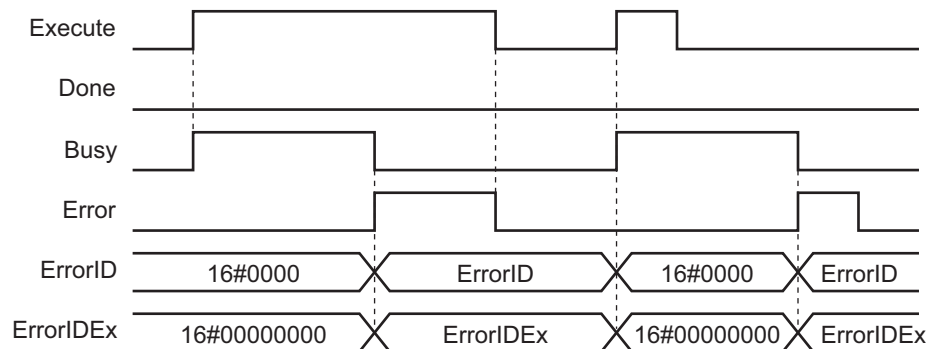 Execute
Done
Busy
Error
ErrorID 16#0000 ErrorID 16#0000 ErrorID
ErrorIDEx 16#00000000 ErrorIDEx 16#00000000 ErrorIDEx